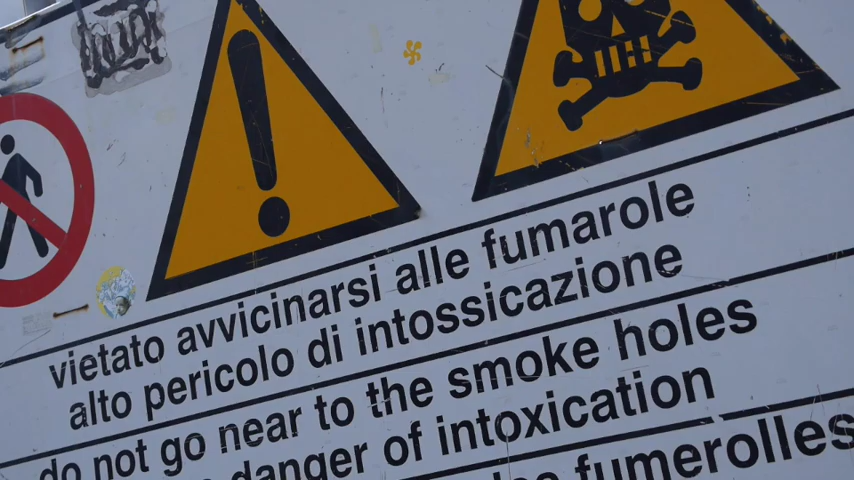 vietato avvicinarsi alle fumarole
alto pericolo di intossicazione
do not go near to the smoke holes
danger of intoxication
fumerolles